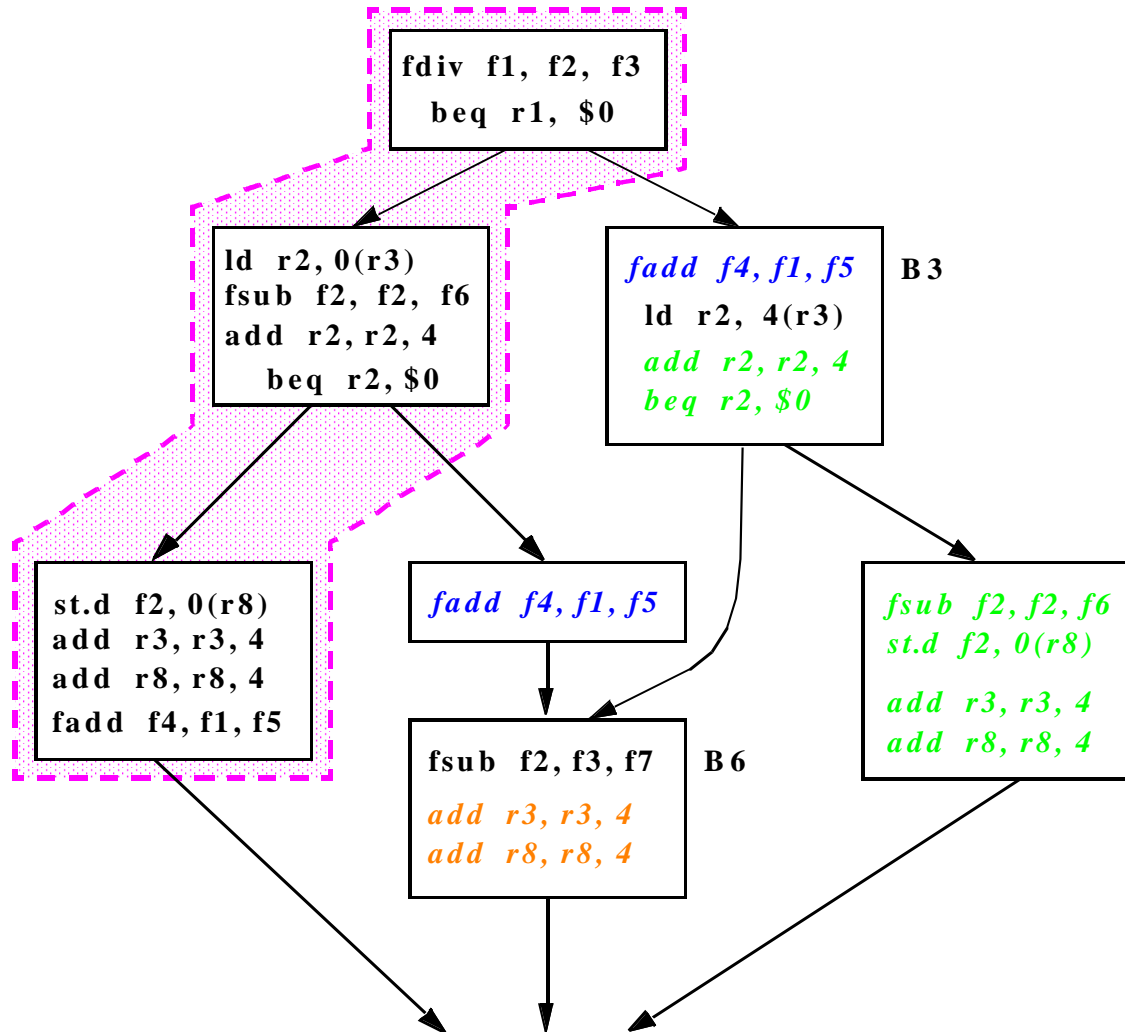 fdiv f1, f2, f3
beq r1, $0
ld r2, 0(r3)
fsub f2, f2, f6
add r2, r2, 4
beq r2, $0
fadd f4, f1, f5
ld r2, 4(r3)
add r2, r2, 4
beq r2, $0
B3
st.d f2, 0(r8)
add r3, r3, 4
add r8, r8, 4
fadd f4, f1, f5
fadd f4, f1, f5
fsub f2, f3, f7
add r3, r3, 4
add r8, r8, 4
B6
fsub f2, f2, f6
st.d f2, 0(r8)
add r3, r3, 4
add r8, r8, 4